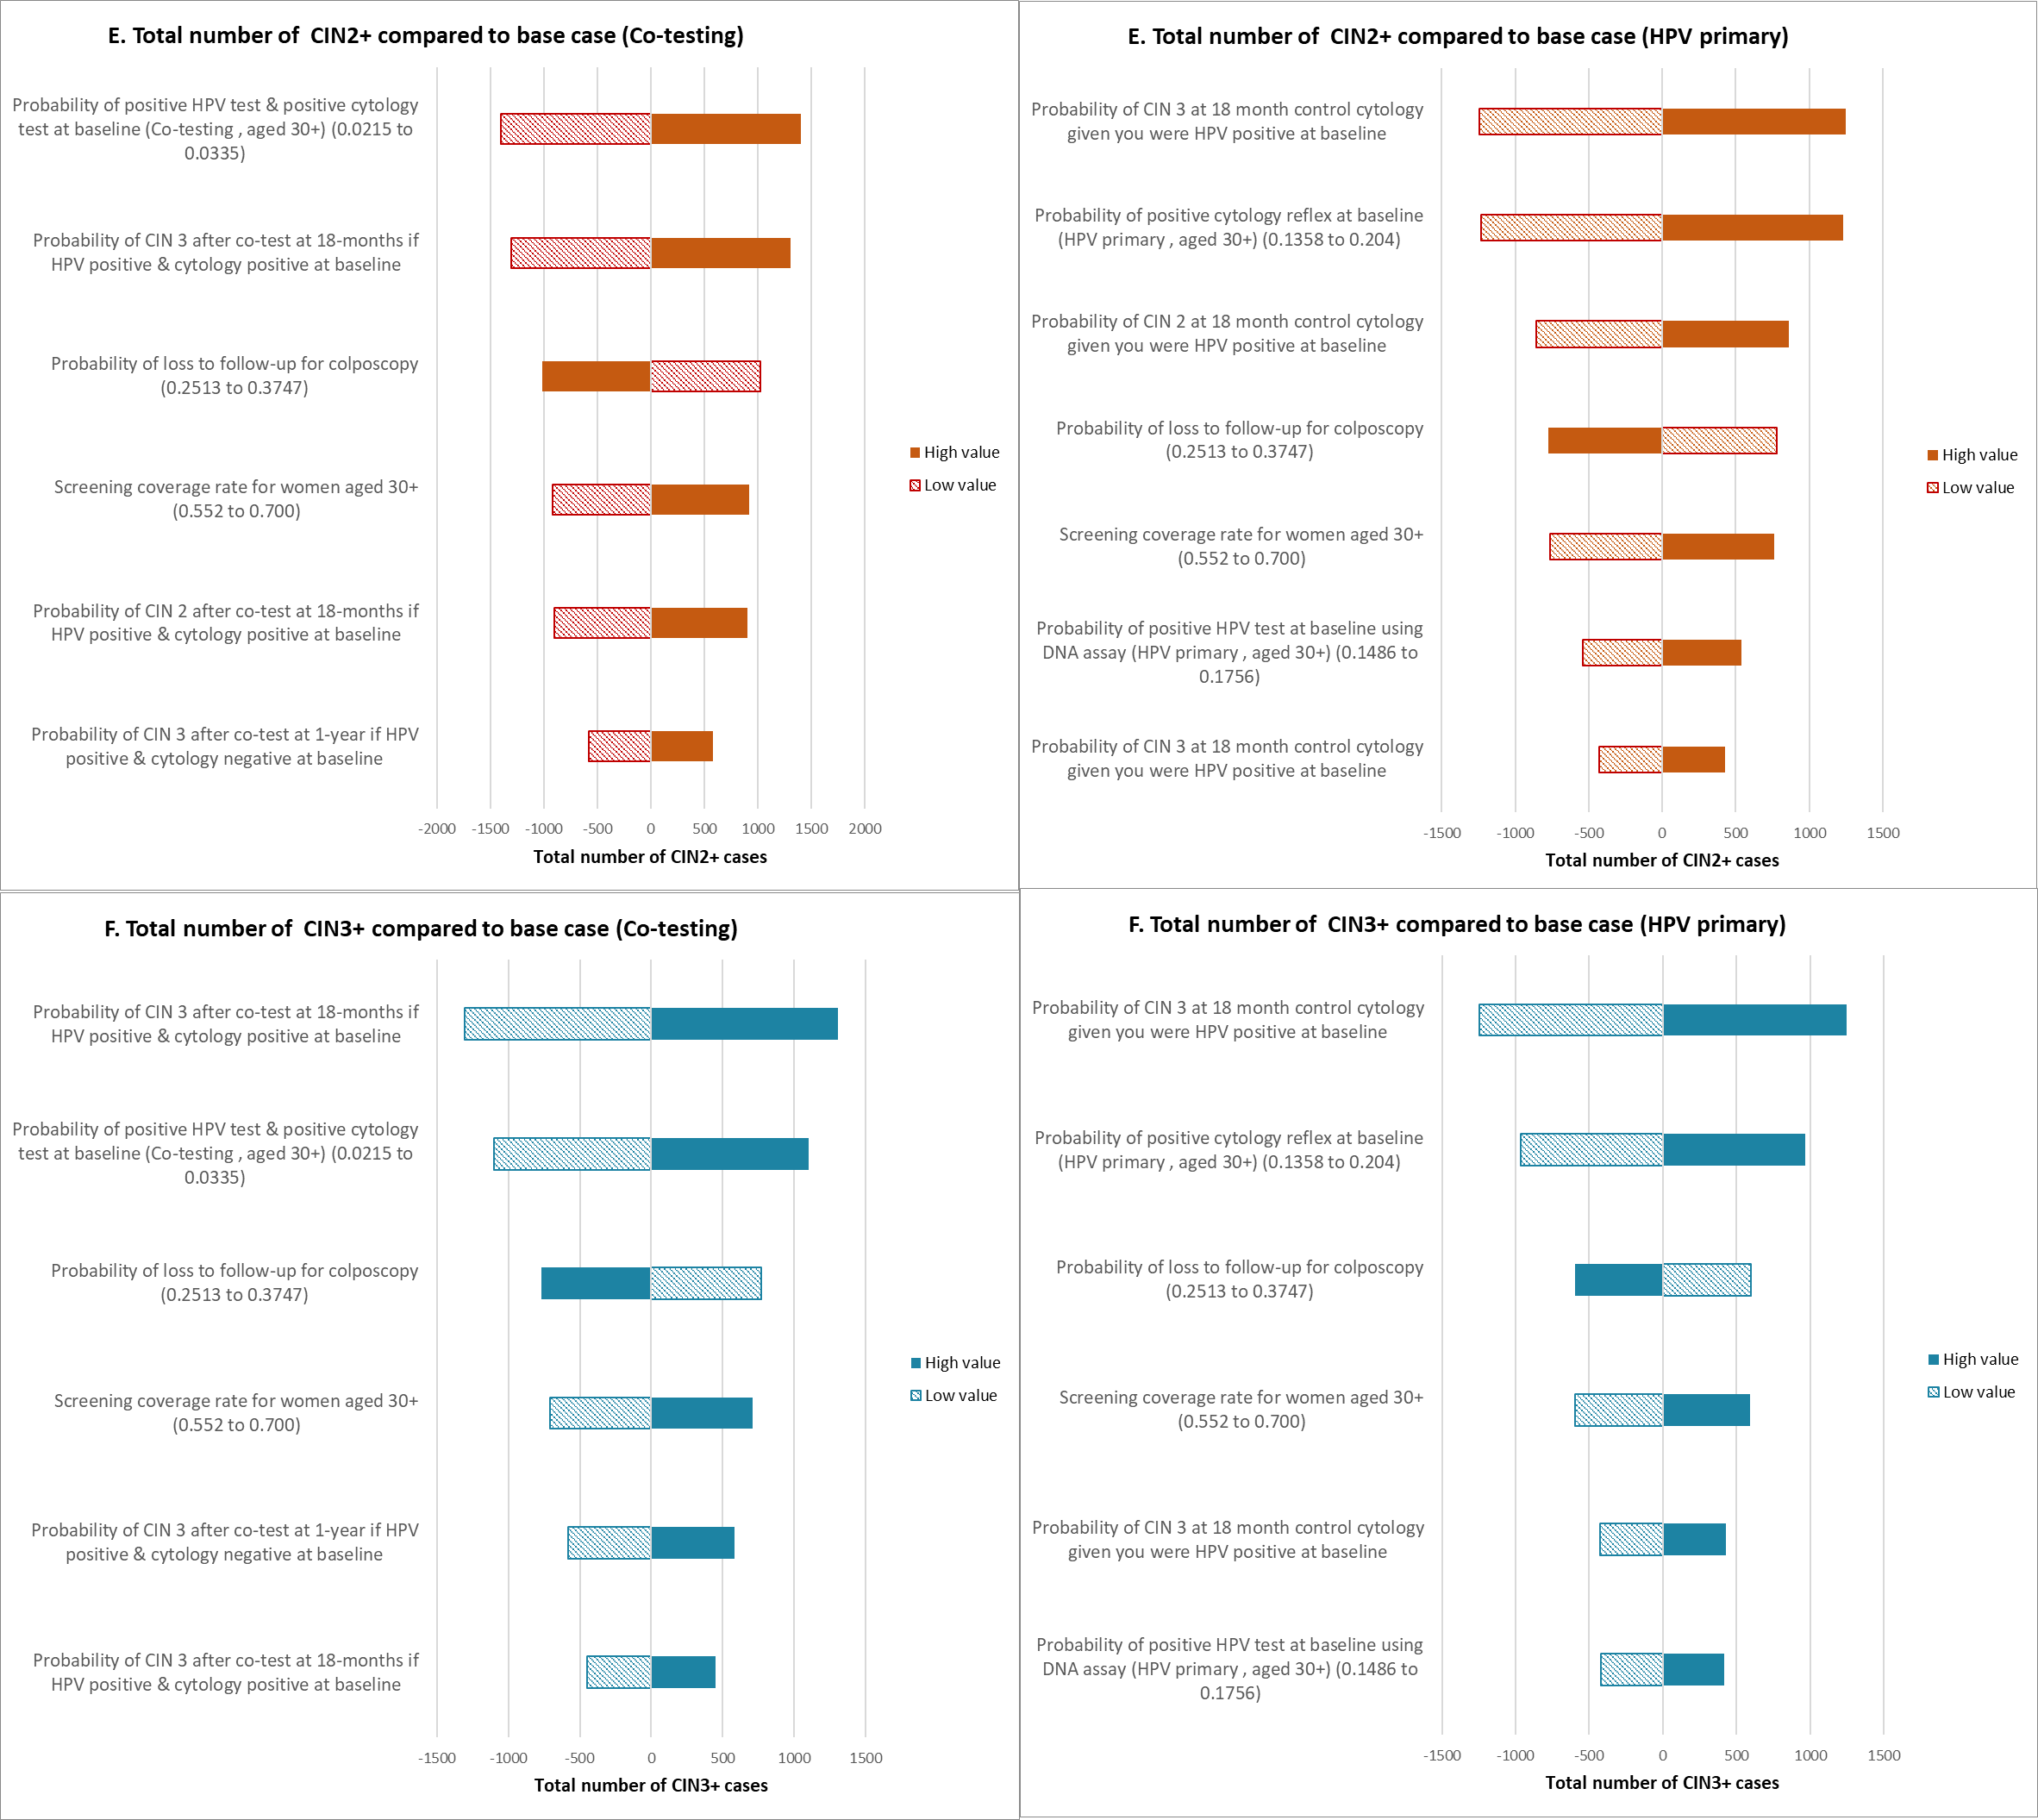 E. Total number of  CIN2+ compared to base case (Co-testing)
Probability of positive HPV test & positive cytology
test at baseline (Co-testing , aged 30+) (0.0215 to
0.0335)
Probability of CIN 3 after co-test at 18-months if
HPV positive & cytology positive at baseline
Probability of loss to follow-up for colposcopy
(0.2513 to 0.3747)
Screening coverage rate for women aged 30+
(0.552 to 0.700)
Probability of CIN 2 after co-test at 18-months if
HPV positive & cytology positive at baseline
Probability of CIN 3 after co-test at 1-year if HPV
positive & cytology negative at baseline
High value
Low value
-2000 -1500 -1000 -500 0 500 1000 1500 2000
Total number of CIN2+ cases
E. Total number of  CIN2+ compared to base case (HPV primary)
Probability of CIN 3 at 18 month control cytology
given you were HPV positive at baseline
Probability of positive cytology reflex at baseline
(HPV primary , aged 30+) (0.1358 to 0.204)
Probability of CIN 2 at 18 month control cytology
given you were HPV positive at baseline
Probability of loss to follow-up for colposcopy
(0.2513 to 0.3747)
Screening coverage rate for women aged 30+
(0.552 to 0.700)
Probability of positive HPV test at baseline using
DNA assay (HPV primary , aged 30+) (0.1486 to
0.1756)
Probability of CIN 3 at 18 month control cytology
given you were HPV positive at baseline
High value
Low value
-1500 -1000 -500 0 500 1000 1500
Total number of CIN2+ cases
F. Total number of  CIN3+ compared to base case (Co-testing)
Probability of CIN 3 after co-test at 18-months if
HPV positive & cytology positive at baseline
Probability of positive HPV test & positive cytology
test at baseline (Co-testing , aged 30+) (0.0215 to
0.0335)
Probability of loss to follow-up for colposcopy
(0.2513 to 0.3747)
Screening coverage rate for women aged 30+
(0.552 to 0.700)
Probability of CIN 3 after co-test at 1-year if HPV
positive & cytology negative at baseline
Probability of CIN 3 after co-test at 18-months if
HPV positive & cytology positive at baseline
High value
Low value
-1500 -1000 -500 0 500 1000 1500
Total number of CIN3+ cases
F. Total number of  CIN3+ compared to base case (HPV primary)
Probability of CIN 3 at 18 month control cytology
given you were HPV positive at baseline
Probability of positive cytology reflex at baseline
(HPV primary , aged 30+) (0.1358 to 0.204)
Probability of loss to follow-up for colposcopy
(0.2513 to 0.3747)
Screening coverage rate for women aged 30+
(0.552 to 0.700)
Probability of CIN 3 at 18 month control cytology
given you were HPV positive at baseline
Probability of positive HPV test at baseline using
DNA assay (HPV primary , aged 30+) (0.1486 to
0.1756)
High value
Low value
-1500 -1000 -500 0 500 1000 1500
Total number of CIN3+ cases